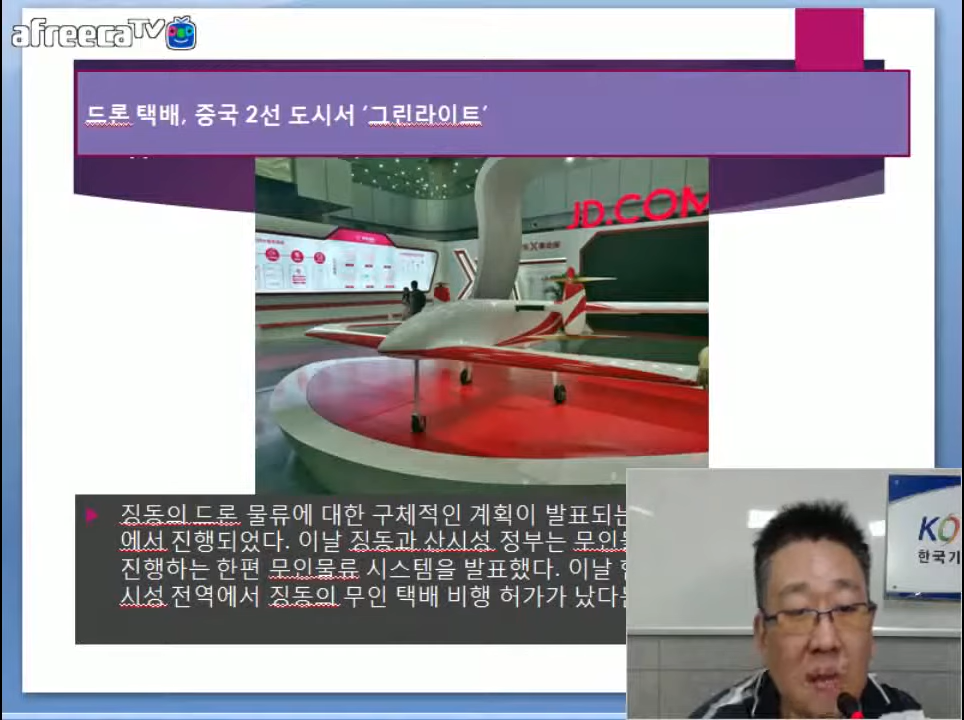 afreecaTV
드론 택배, 중국 2선 도시서 ‘그린라이트’
JD.COM
징동의 드론 물류에 대한 구체적인 계획이 발표되는
에서 진행되었다. 이날 징동과 산시성 정부는 무인
진행하는 한편 무인물류 시스템을 발표했다. 이날
시성 전역에서 징동의 무인 택배 비행 허가가 났다는
한국기